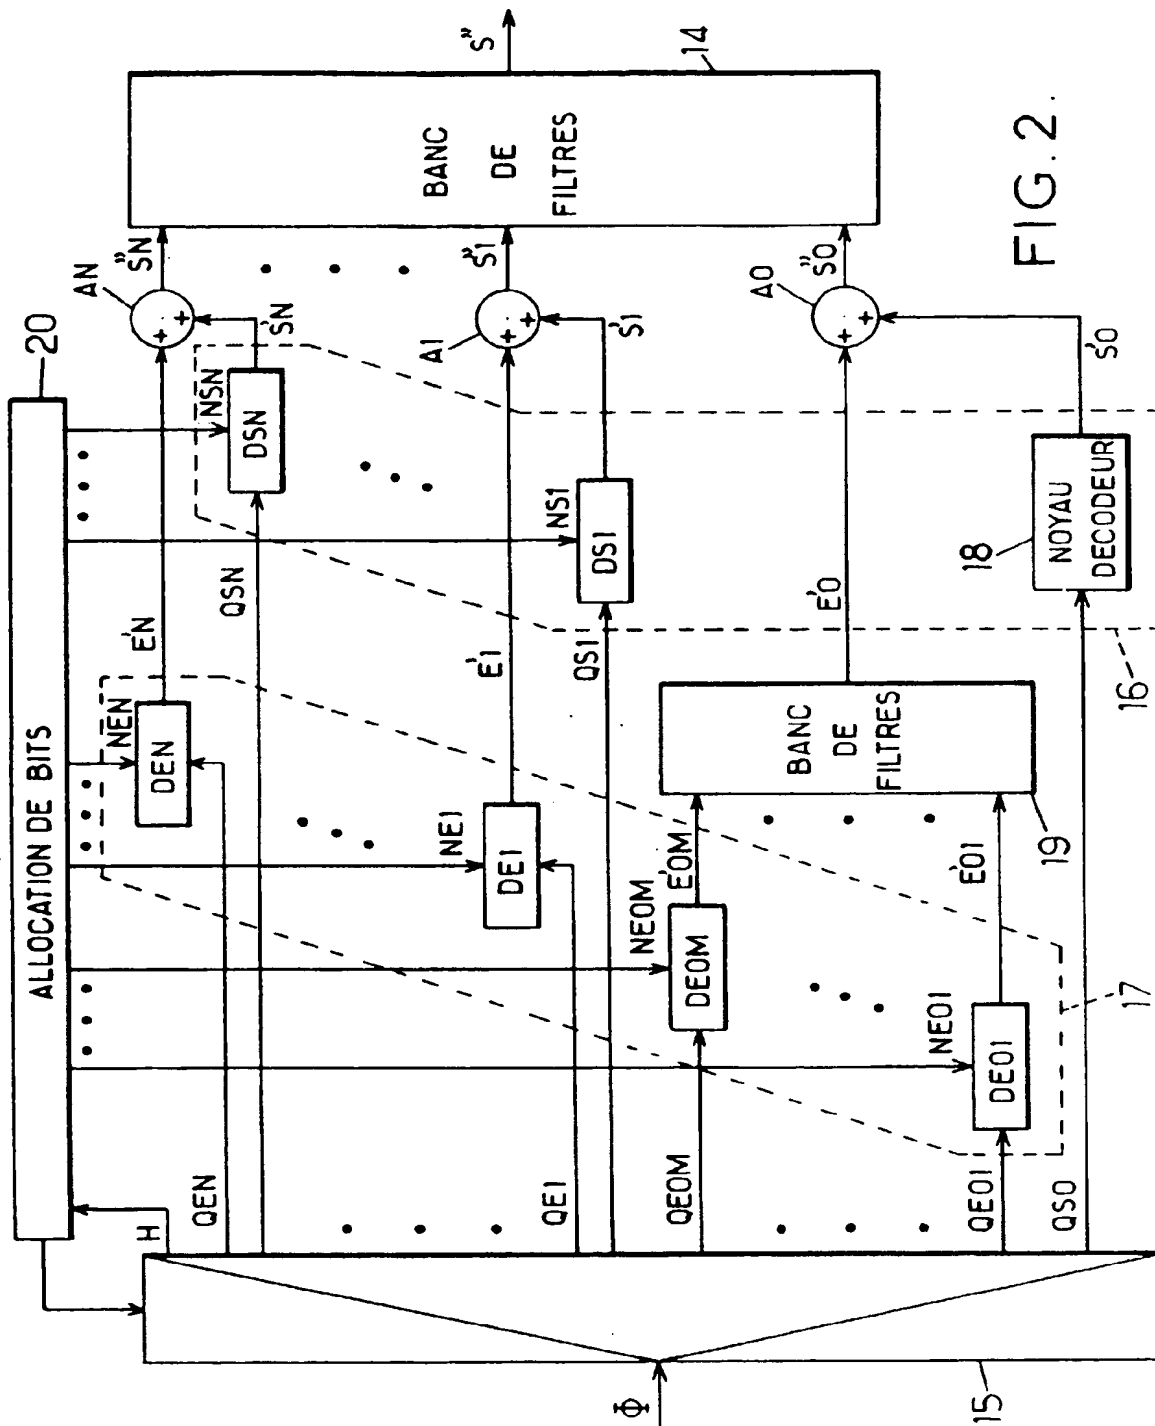 ALLOCATION DE BITS
20
Φ
15
H
QEN
QSN
QE1
QS1
QE0M
QE01
QS0
NEN
DEN
E'N
NE1
DE1
E'1
NE0M
DE0M
E'0M
NE01
DE01
E'01
17
BANC
DE
FILTRES
19
E'0
NSN
DSN
S'N
NS1
DS1
S'1
18
NOYAU
DECODEUR
S'0
16
AN
+
+
S"N
A1
+
+
S"1
A0
+
+
S"0
BANC
DE
FILTRES
14
S"
FIG. 2.